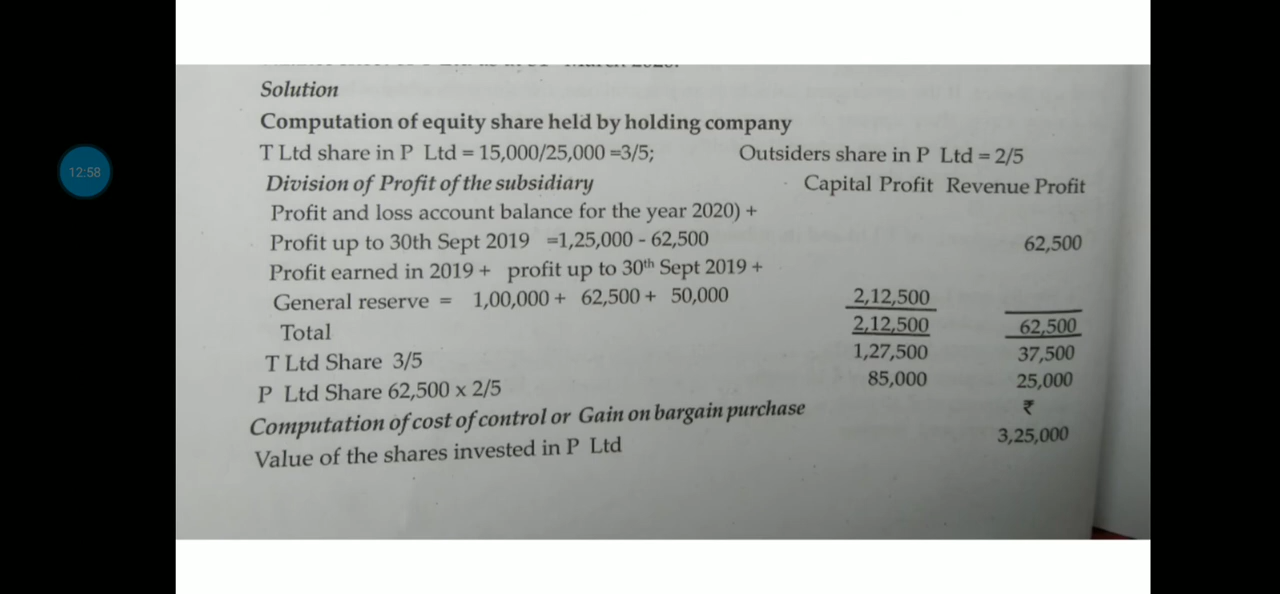 12:58
Solution
Computation of equity share held by holding company
T Ltd share in P Ltd = 15,000/25,000 =3/5; Outsiders share in P Ltd = 2/5
Division of Profit of the subsidiary Capital Profit Revenue Profit
Profit and loss account balance for the year 2020) +
Profit up to 30th Sept 2019 =1,25,000 - 62,500 62,500
Profit earned in 2019 + profit up to 30th Sept 2019 +
General reserve = 1,00,000 + 62,500 + 50,000 2,12,500
Total 2,12,500 62,500
T Ltd Share 3/5 1,27,500 37,500
P Ltd Share 62,500 x 2/5 85,000 25,000
Computation of cost of control or Gain on bargain purchase ₹
Value of the shares invested in P Ltd 3,25,000